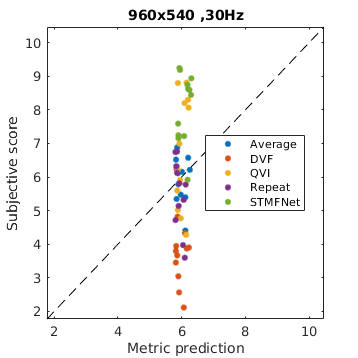 960x540 ,30Hz
Subjective score
10
9
8
7
6
5
4
3
2
Average
DVF
QVI
Repeat
STMFNet
2 4 6 8 10
Metric prediction